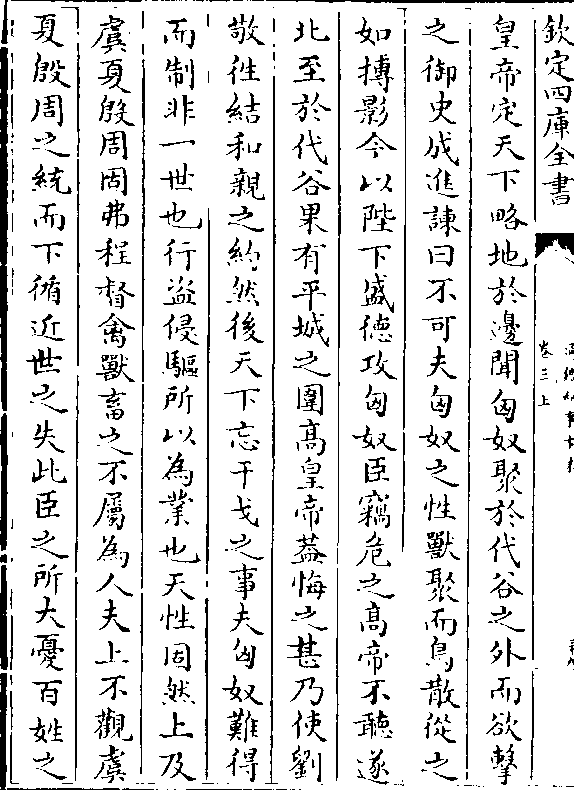 欽定四庫全書
卷三上
皇帝定天下略地於邊聞匈奴聚於代谷之外而欲擊
之御史成進諫曰不可夫匈奴之性獸聚而鳥散從之
如摶影今以陛下盛德攻匈奴臣竊危之髙帝不聽遂
北至於代谷果有平城之圍髙皇帝葢悔之甚乃使劉
敬徃結和親之約然後天下忘干戈之事夫匈奴難得
而制非一世也行盗侵驅所以為業也天性固然上及
虞夏殷周固弗程督禽獸畜之不屬為人夫上不觀虞
夏殷周之統而下循近世之失此臣之所大憂百姓之